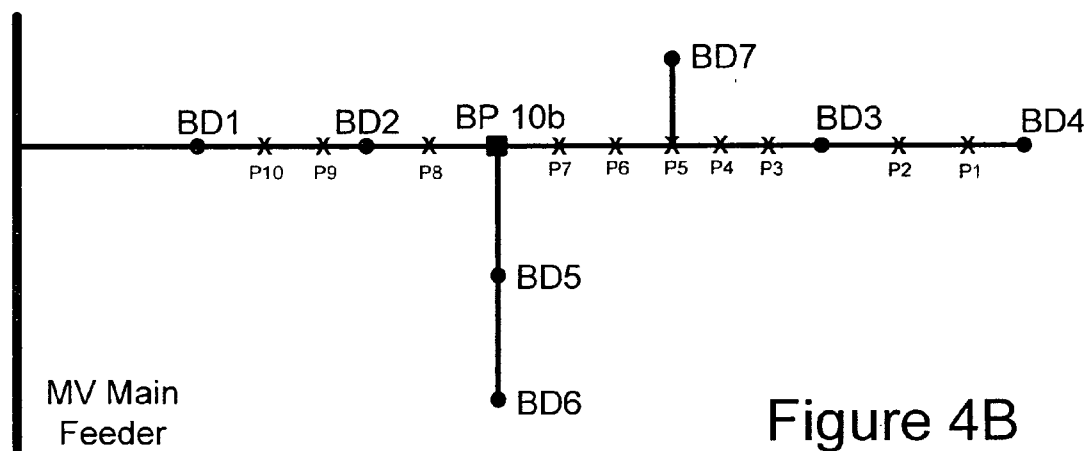 BD7
BD1
BD2
BP 10b
BD3
BD4
X X X X X X X X X X
P10 P9 P8 P7 P6 P5 P4 P3 P2 P1
BD5
BD6
MV Main
Feeder
Figure 4B